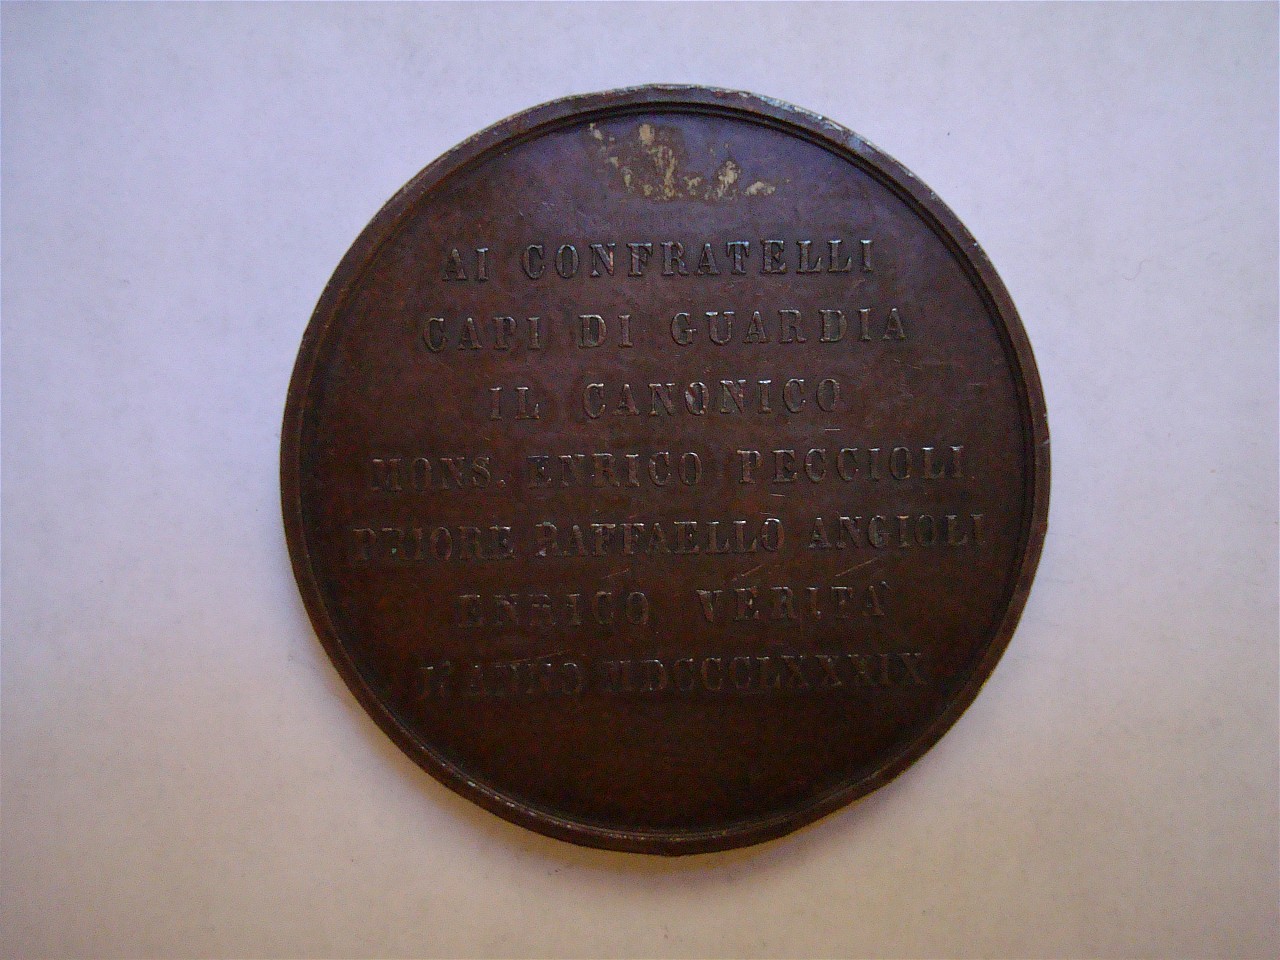 AI CONFRATELLI
CAPI DI GUARDIA
IL CANONICO
MONS. ENRICO PECCIOLI
PRIORE RAFFAELLO ANGIOLI
ENRICO VERITÀ
L'ANNO MDCCCLXXXIX